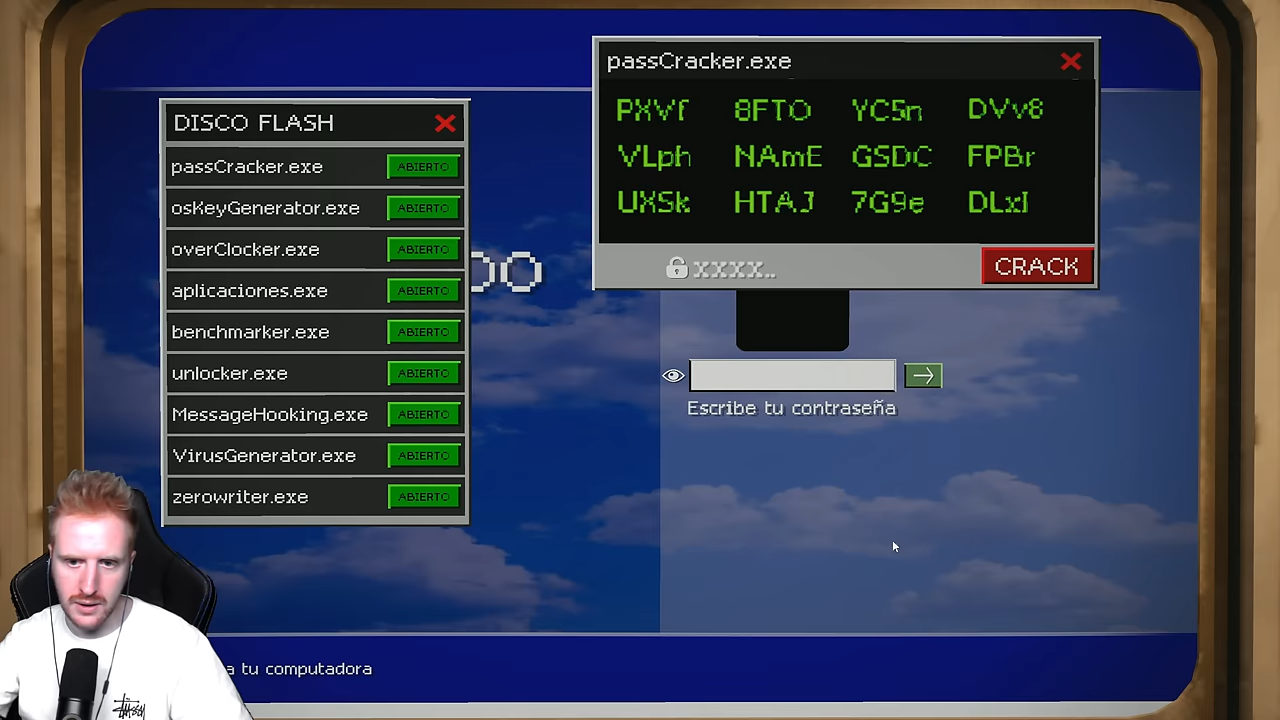 passCracker.exe
PXVf 8FTO YC5n DVv8
VLph NAmE GSDC FPBr
UXSk HTAJ 7G9e DLxI
xxxx..
CRACK
DISCO FLASH
passCracker.exe ABIERTO
osKeyGenerator.exe ABIERTO
overClocker.exe ABIERTO
aplicaciones.exe ABIERTO
benchmarker.exe ABIERTO
unlocker.exe ABIERTO
MessageHooking.exe ABIERTO
VirusGenerator.exe ABIERTO
zerowriter.exe ABIERTO
Escribe tu contraseña
a tu computadora